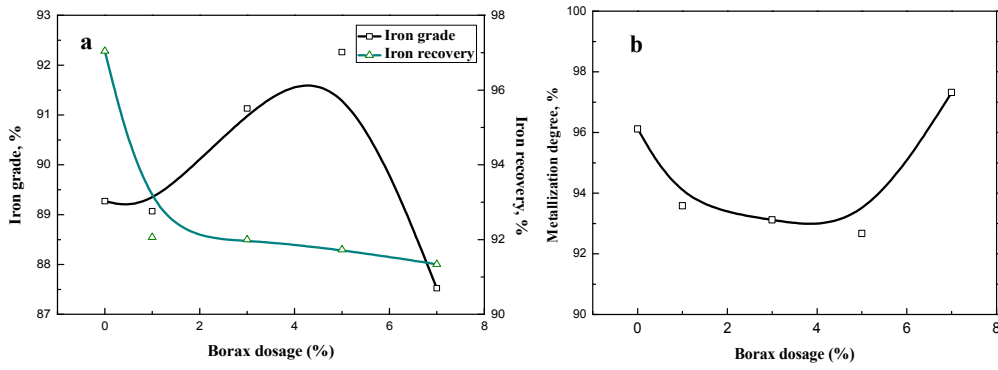 a
Iron grade
Iron recovery
93
92
91
90
89
88
87
98
96
94
92
90
0 2 4 6 8
Iron grade, %
Iron recovery, %
Borax dosage (%)
b
100
98
96
94
92
90
0 2 4 6 8
Metallization degree, %
Borax dosage (%)